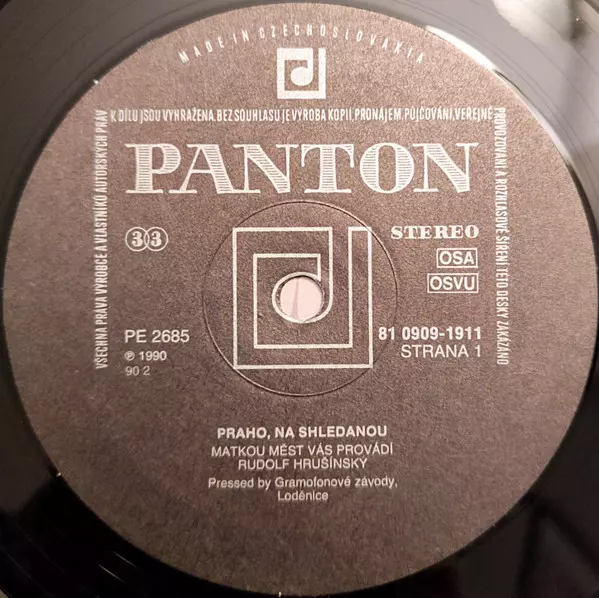 MADE IN CZECHOSLOVAKIA
VŠECHNA PRÁVA VÝROBCE A VLASTNÍKŮ AUTORSKÝCH PRÁV
K DÍLU JSOU VYHRAŽENA. BEZ SOUHLASU JE VÝROBA KOPIÍ, PRONÁJEM, PŮJČOVÁNÍ, VEŘEJNÉ
PROVOZOVÁNÍ A ROZHLASOVÉ ŠÍŘENÍ TÉTO DESKY ZAKÁZÁNO
PANTON
33
STEREO
OSA
OSVU
PE 2685
℗ 1990
90 2
81 0909-1911
STRANA 1
PRAHO, NA SHLEDANOU
MATKOU MĚST VÁS PROVÁDÍ
RUDOLF HRUŠÍNSKÝ
Pressed by Gramofonové závody,
Loděnice